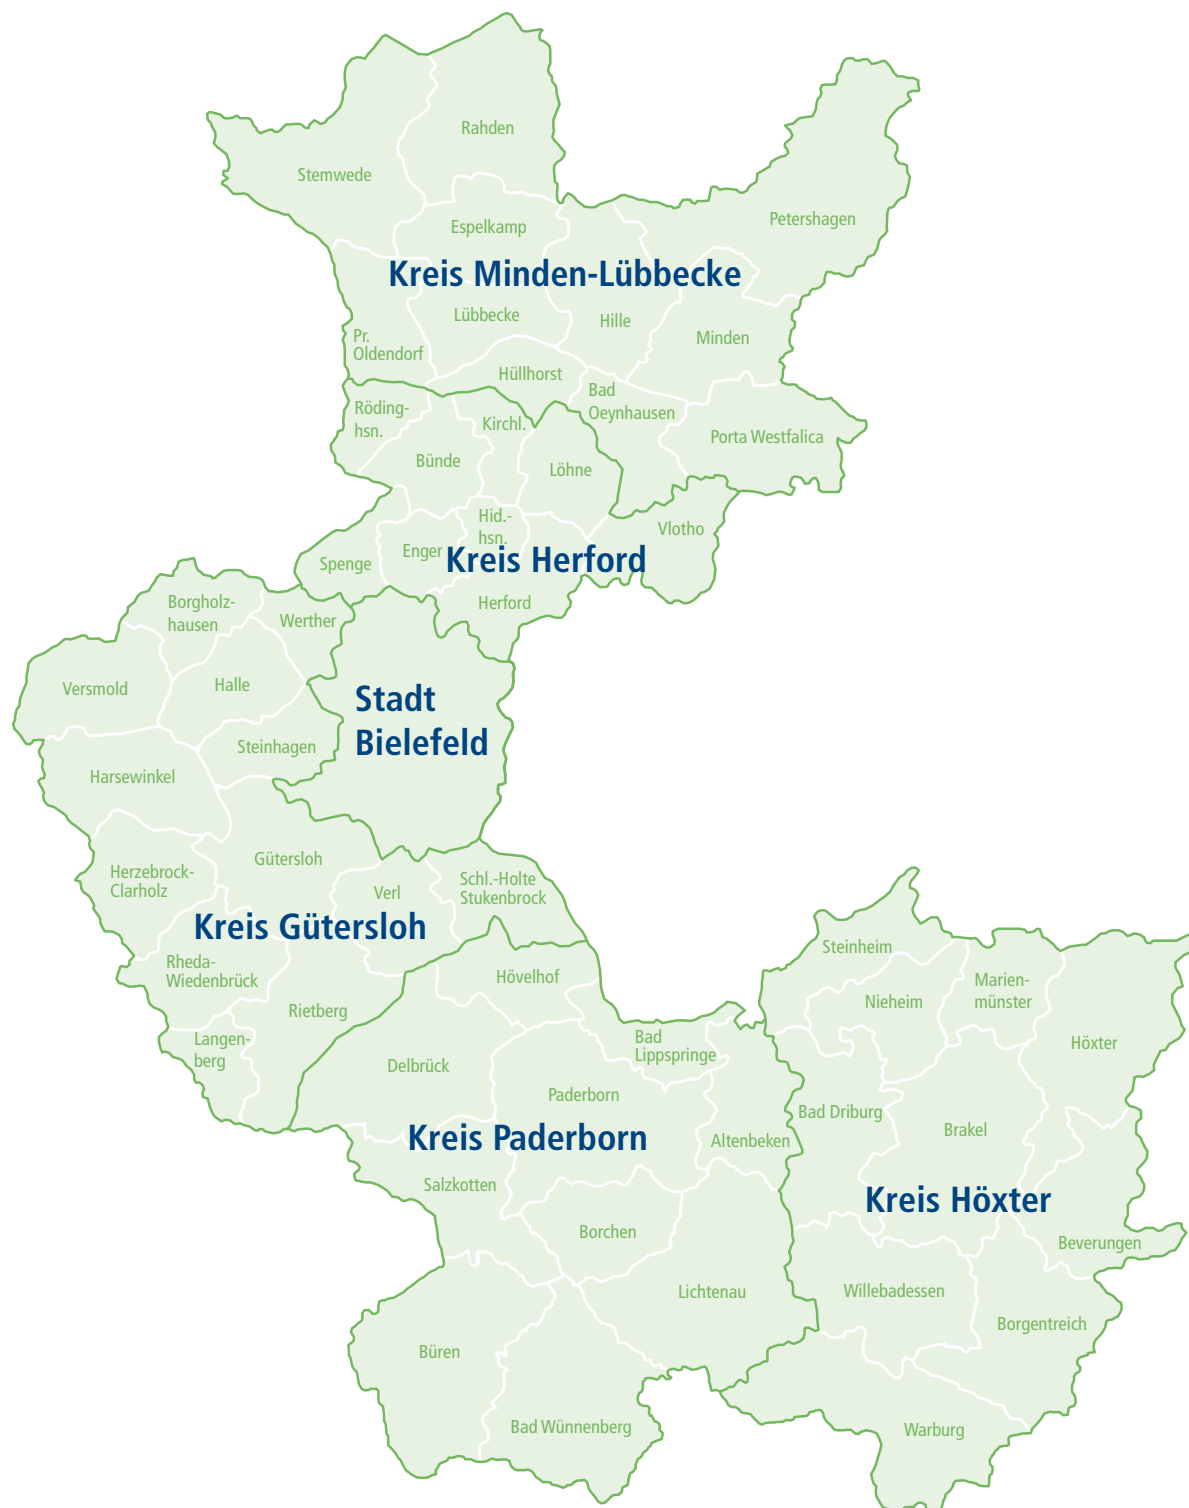 Rahden
Stemwede
Petershagen
Espelkamp
Kreis Minden-Lübbecke
Lübbecke
Hille
Minden
Pr.
Oldendorf
Hüllhorst
Bad
Oeynhausen
Röding-
hsn.
Kirchl.
Porta Westfalica
Bünde
Löhne
Hid.-
hsn.
Vlotho
Enger
Kreis Herford
Spenge
Herford
Borgholz-
hausen
Werther
Versmold
Halle
Stadt
Bielefeld
Steinhagen
Harsewinkel
Gütersloh
Herzebrock-
Clarholz
Verl
Schl.-Holte
Stukenbrock
Kreis Gütersloh
Rheda-
Wiedenbrück
Hövelhof
Rietberg
Langen-
berg
Steinheim
Nieheim
Marien-
münster
Höxter
Bad
Lippspringe
Delbrück
Paderborn
Bad Driburg
Brakel
Kreis Paderborn
Altenbeken
Salzkotten
Kreis Höxter
Borchen
Beverungen
Lichtenau
Willebadessen
Borgentreich
Büren
Bad Wünnenberg
Warburg